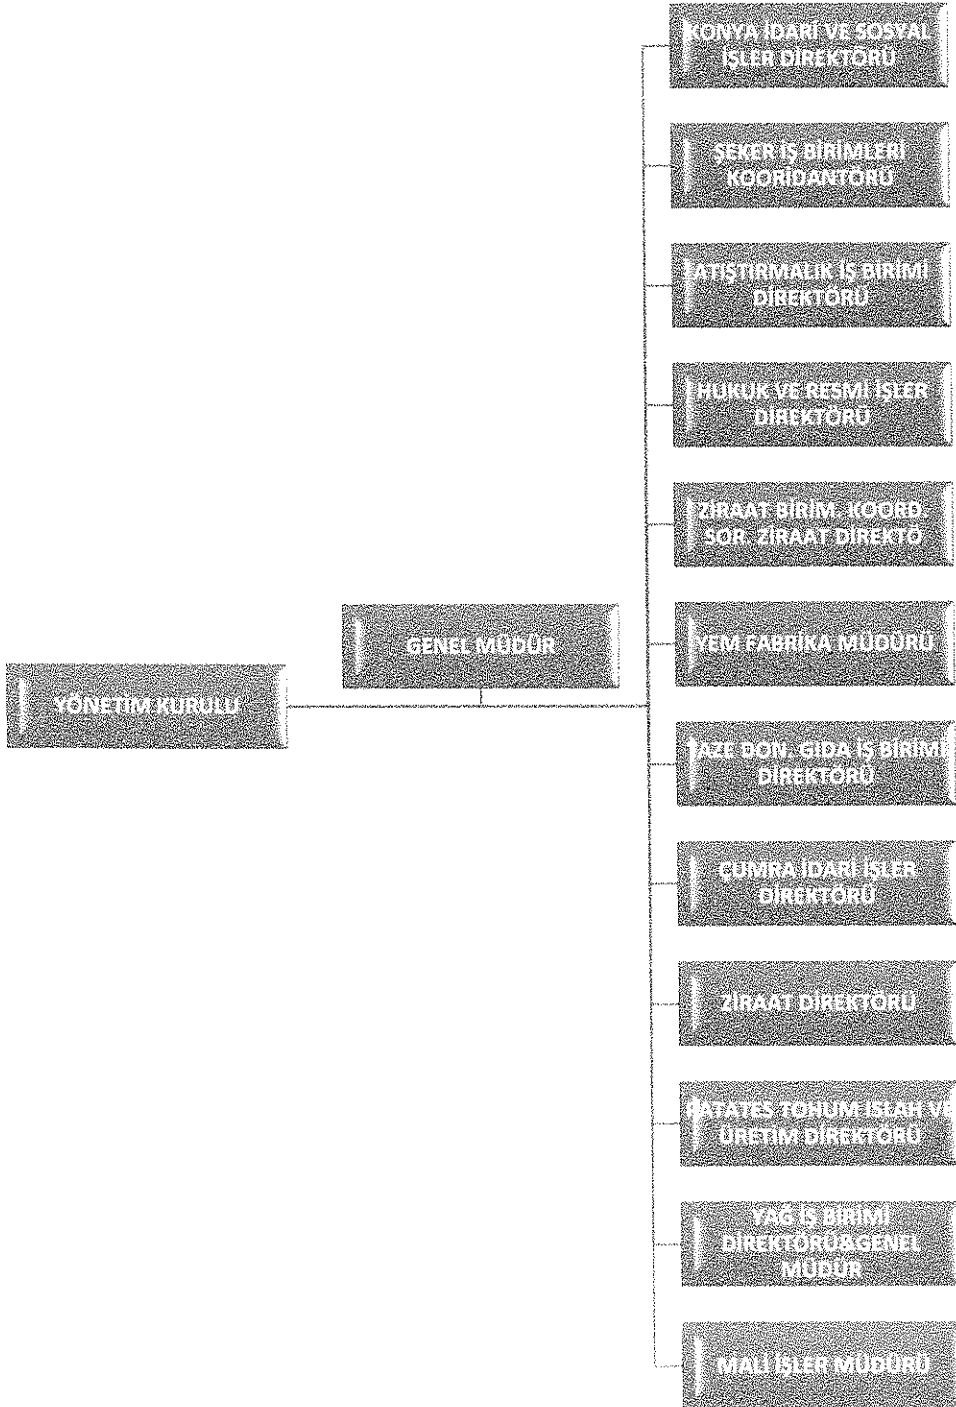 KONYA İDARİ VE SOSYAL
İŞLER DİREKTÖRÜ
ŞEKER İŞ BİRİMLERİ
KOORİDANTÖRÜ
ATIŞTIRMALIK İŞ BİRİMİ
DİREKTÖRÜ
HUKUK VE RESMİ İŞLER
DİREKTÖRÜ
ZİRAAT BİRİM. KOORD.
SOR. ZİRAAT DİREKTÖ
GENEL MÜDÜR
YEM FABRİKA MÜDÜRÜ
YÖNETİM KURULU
TAZE DON. GIDA İŞ BİRİMİ
DİREKTÖRÜ
ÇUMRA İDARİ İŞLER
DİREKTÖRÜ
ZİRAAT DİREKTÖRÜ
PATATES TOHUM ISLAH VE
ÜRETİM DİREKTÖRÜ
YAĞ İŞ BİRİMİ
DİREKTÖRÜ&GENEL
MÜDÜR
MALİ İŞLER MÜDÜRÜ